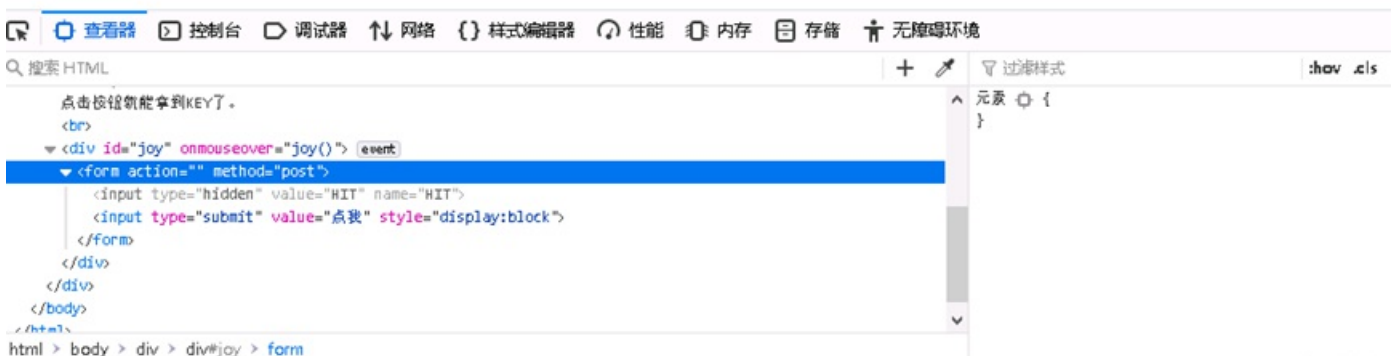 查看器 控制台 调试器 网络 {} 样式编辑器 性能 内存 存储 无障碍环境
搜索 HTML + 过滤样式 :hov .cls
点击按钮就能拿到KEY了。
<br>
<div id="joy" onmouseover="joy()"> event
<form action="" method="post">
<input type="hidden" value="HIT" name="HIT">
<input type="submit" value="点我" style="display:block">
</form>
</div>
</div>
</body>
</html>
html > body > div > div#joy > form
元素 {
}